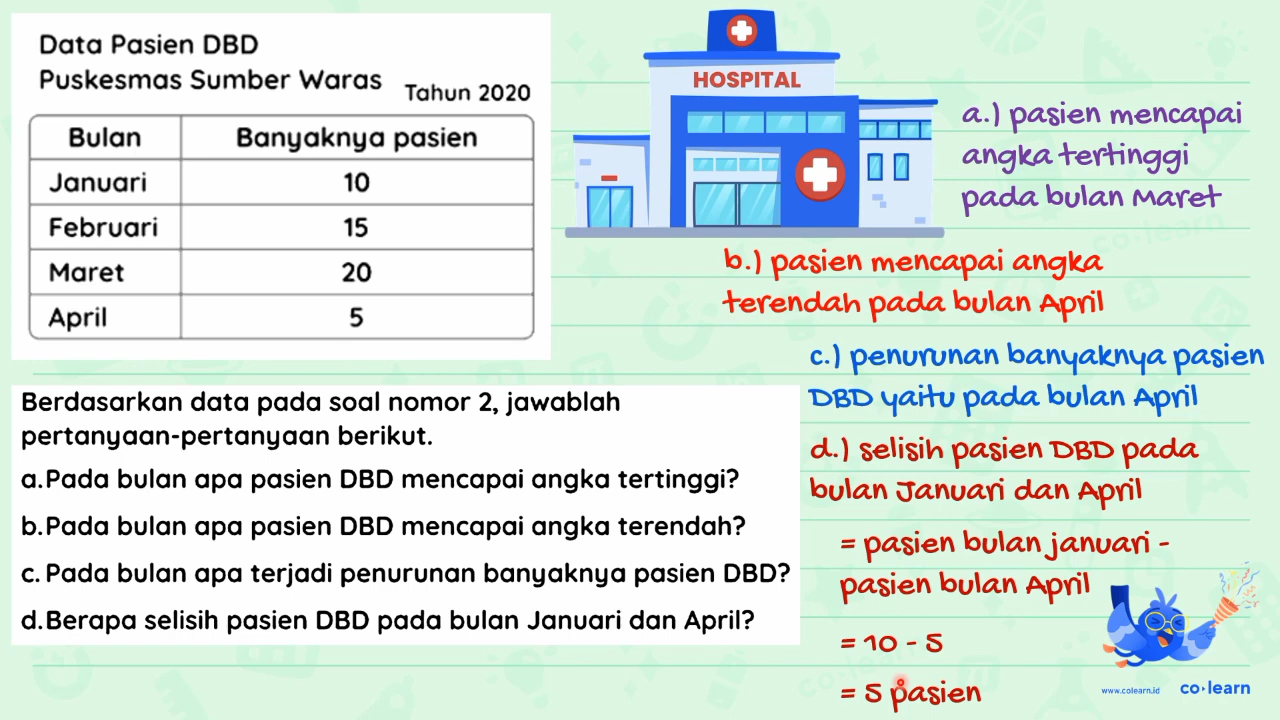 Data Pasien DBD
Puskesmas Sumber Waras
Tahun 2020
Bulan Banyaknya pasien
Januari 10
Februari 15
Maret 20
April 5
HOSPITAL
a.) pasien mencapai
angka tertinggi
pada bulan Maret
b.) pasien mencapai angka
terendah pada bulan April
c.) penurunan banyaknya pasien
DBD yaitu pada bulan April
d.) selisih pasien DBD pada
bulan Januari dan April
= pasien bulan januari -
pasien bulan April
= 10 - 5
= 5 pasien
Berdasarkan data pada soal nomor 2, jawablah
pertanyaan-pertanyaan berikut.
a.Pada bulan apa pasien DBD mencapai angka tertinggi?
b.Pada bulan apa pasien DBD mencapai angka terendah?
c. Pada bulan apa terjadi penurunan banyaknya pasien DBD?
d.Berapa selisih pasien DBD pada bulan Januari dan April?
www.colearn.id co·learn
co·learn